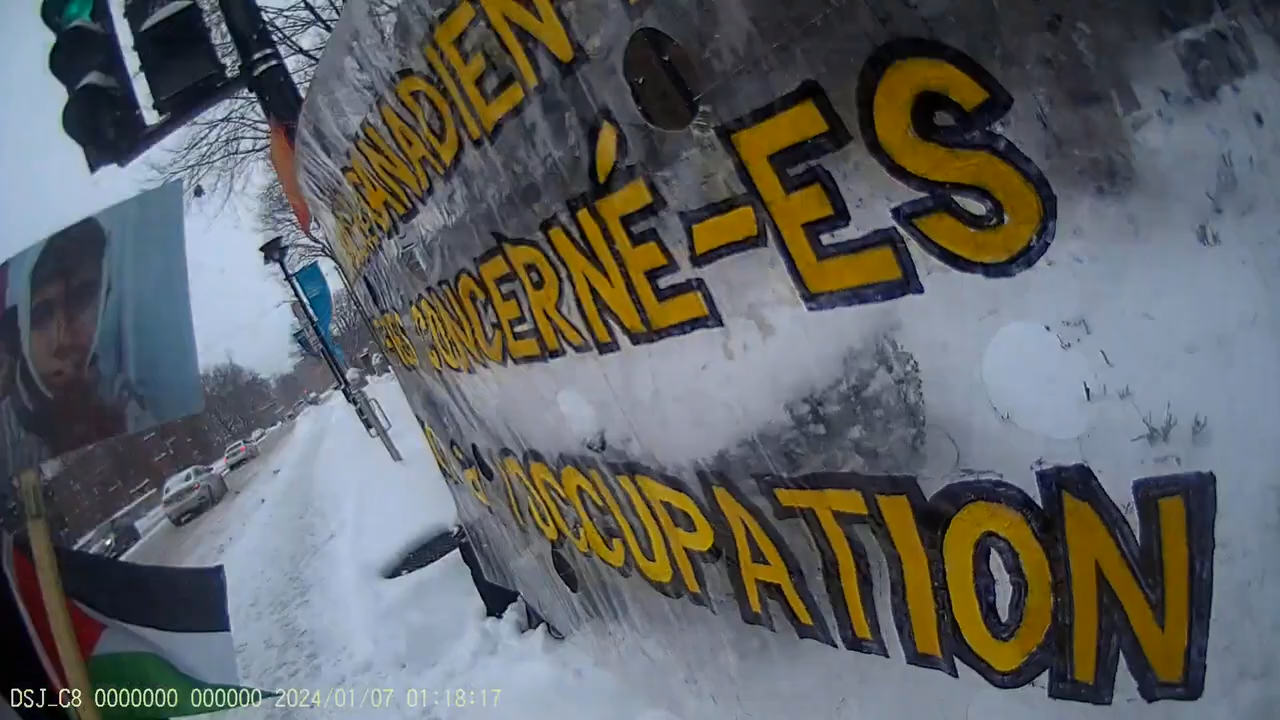 CANADIEN
CONCERNÉ-ES
L'OCCUPATION
DSJ_C8 0000000 000000 2024/01/07 01:18:17